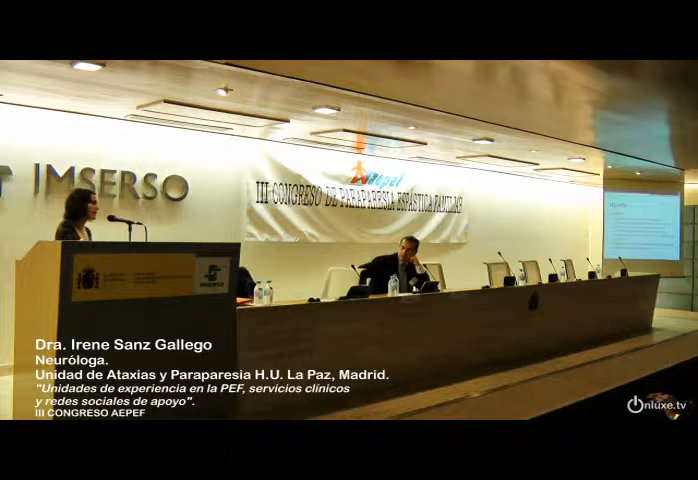 IMSERSO
aepef
III CONGRESO DE PARAPARESIA ESPÁSTICA FAMILIAR
IMSERSO
Dra. Irene Sanz Gallego
Neuróloga.
Unidad de Ataxias y Paraparesia H.U. La Paz, Madrid.
"Unidades de experiencia en la PEF, servicios clínicos
y redes sociales de apoyo".
III CONGRESO AEPEF
Onluxe.tv